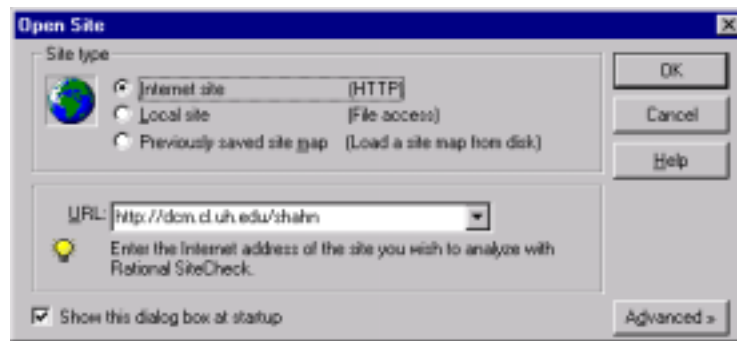 Open Site
Site type
Internet site (HTTP)
Local site (File access)
Previously saved site map (Load a site map from disk)
OK
Cancel
Help
URL: http://dcm.cl.uh.edu/shahn
Enter the Internet address of the site you wish to analyze with
Rational SiteCheck.
Show this dialog box at startup
Advanced »